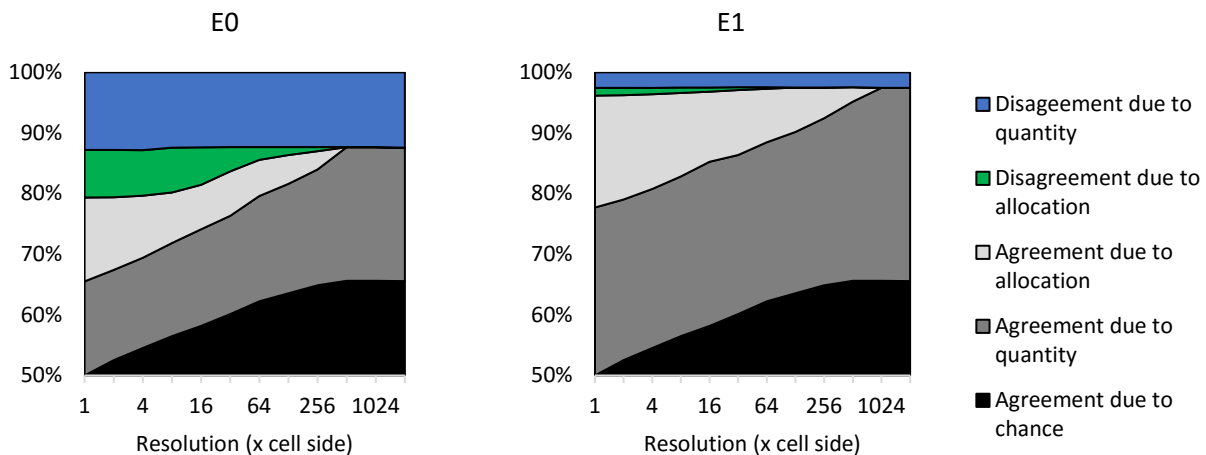 E0
100%
90%
80%
70%
60%
50%
1 4 16 64 256 1024
Resolution (x cell side)
E1
100%
90%
80%
70%
60%
50%
1 4 16 64 256 1024
Resolution (x cell side)
Disageement due to
quantity
Disagreement due to
allocation
Agreement due to
allocation
Agreement due to
quantity
Agreement due to
chance